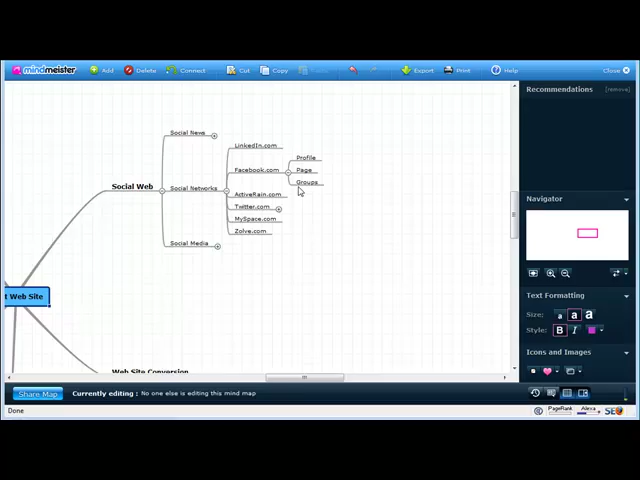 mindmeister
Add
Delete
Connect
Cut
Copy
Export
Print
Help
Close
Recommendations
[remove]
Social News
LinkedIn.com
Profile
Facebook.com
Page
Groups
Social Web
Social Networks
ActiveRain.com
Twitter.com
MySpace.com
Zolve.com
Social Media
Navigator
t Web Site
Text Formatting
Size: a a a
Style: B I
Web Site Conversion
Icons and Images
Share Map
Currently editing : No one else is editing this mind map
Done
PageRank
Alexa
SEO